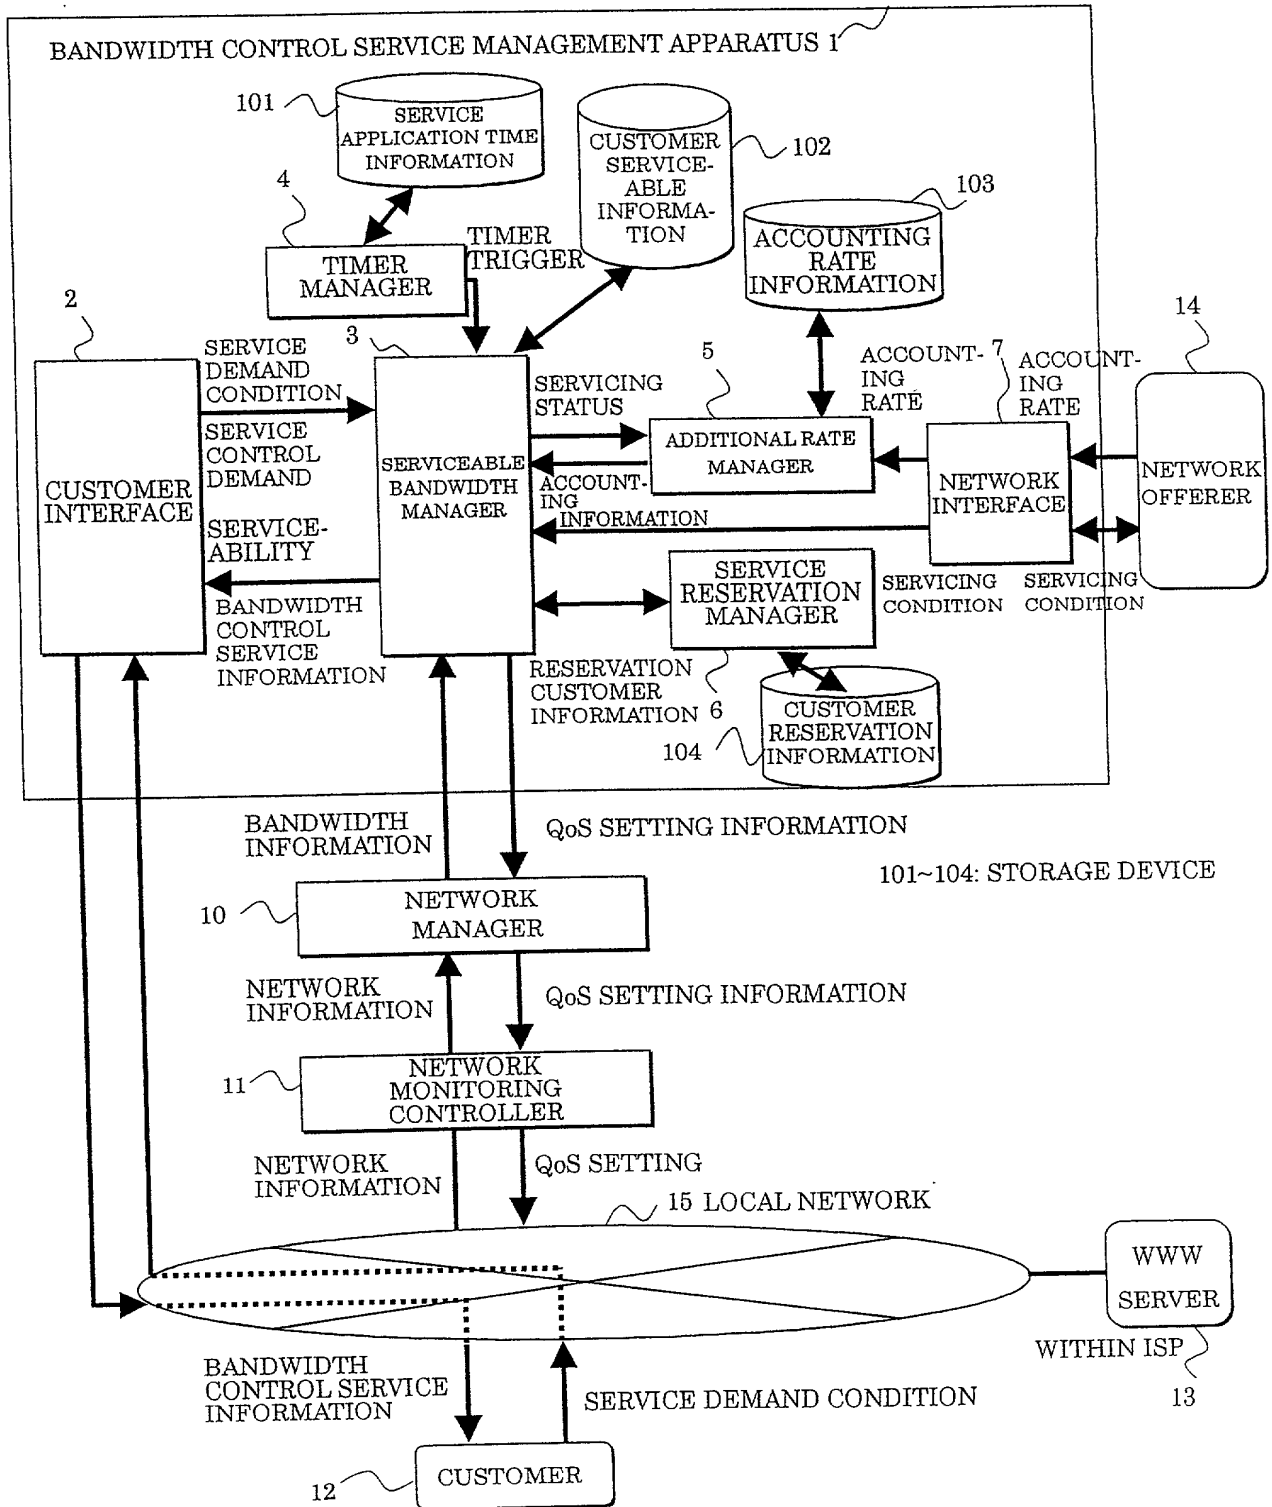 BANDWIDTH CONTROL SERVICE MANAGEMENT APPARATUS 1
101
SERVICE
APPLICATION TIME
INFORMATION
CUSTOMER
SERVICE-
ABLE
INFORMA-
TION
102
103
ACCOUNTING
RATE
INFORMATION
4
TIMER
MANAGER
TIMER
TRIGGER
2
3
5
7
14
SERVICE
DEMAND
CONDITION
SERVICE
CONTROL
DEMAND
CUSTOMER
INTERFACE
SERVICE-
ABILITY
BANDWIDTH
CONTROL
SERVICE
INFORMATION
SERVICEABLE
BANDWIDTH
MANAGER
SERVICING
STATUS
ACCOUNT-
ING
INFORMATION
ADDITIONAL RATE
MANAGER
ACCOUNT-
ING
RATE
NETWORK
INTERFACE
ACCOUNT-
ING
RATE
NETWORK
OFFERER
SERVICE
RESERVATION
MANAGER
SERVICING
CONDITION
SERVICING
CONDITION
RESERVATION
CUSTOMER
INFORMATION
6
104
CUSTOMER
RESERVATION
INFORMATION
BANDWIDTH
INFORMATION
QoS SETTING INFORMATION
101~104: STORAGE DEVICE
10
NETWORK
MANAGER
NETWORK
INFORMATION
QoS SETTING INFORMATION
11
NETWORK
MONITORING
CONTROLLER
NETWORK
INFORMATION
QoS SETTING
15 LOCAL NETWORK
WWW
SERVER
WITHIN ISP
13
BANDWIDTH
CONTROL SERVICE
INFORMATION
SERVICE DEMAND CONDITION
12
CUSTOMER